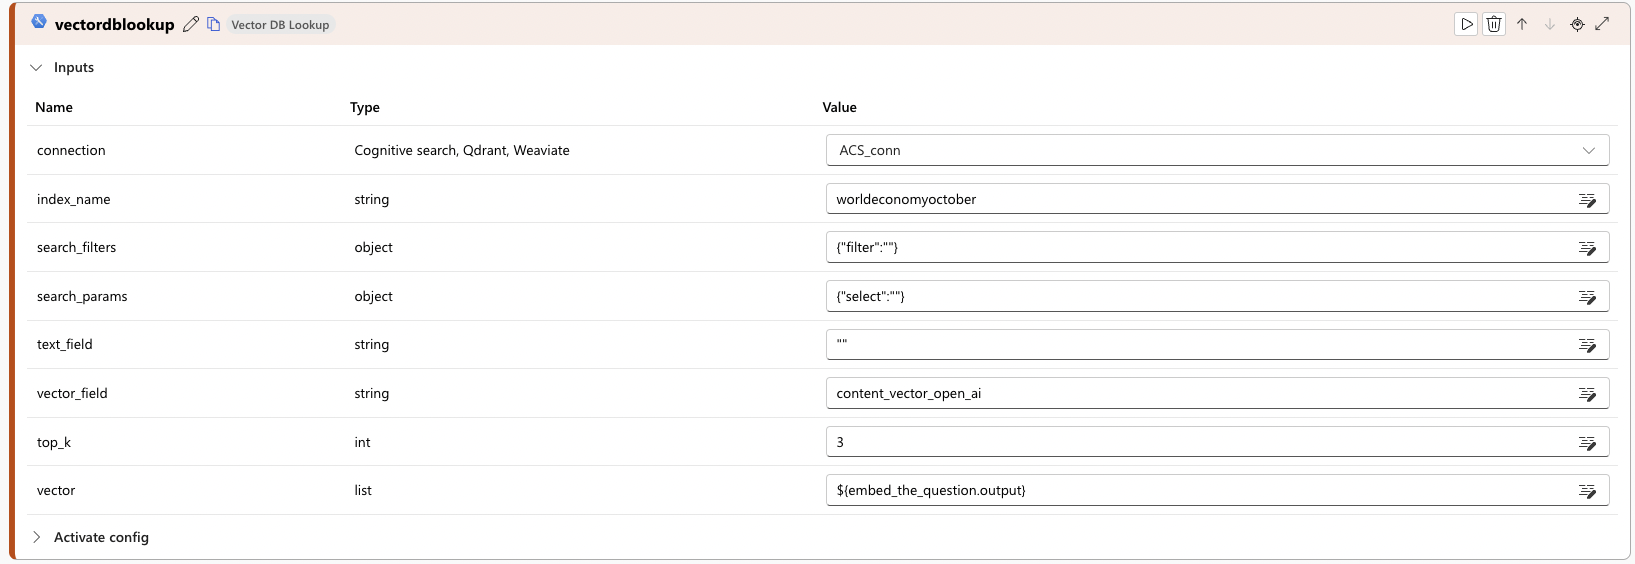 vectordblookup Vector DB Lookup
Inputs
Name Type Value
connection Cognitive search, Qdrant, Weaviate ACS_conn
index_name string worldeconomyoctober
search_filters object {"filter":""}
search_params object {"select":""}
text_field string ""
vector_field string content_vector_open_ai
top_k int 3
vector list ${embed_the_question.output}
Activate config